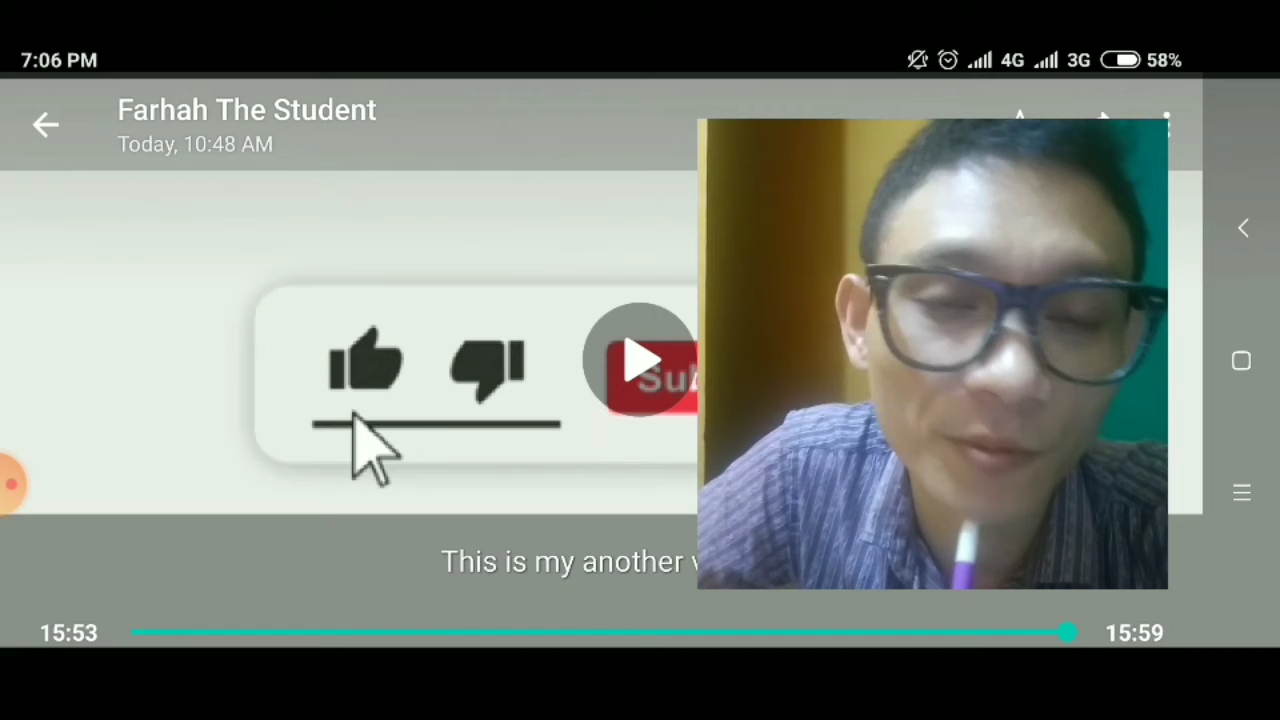 7:06 PM
4G 3G 58%
Farhah The Student
Today, 10:48 AM
This is my another
15:53
15:59